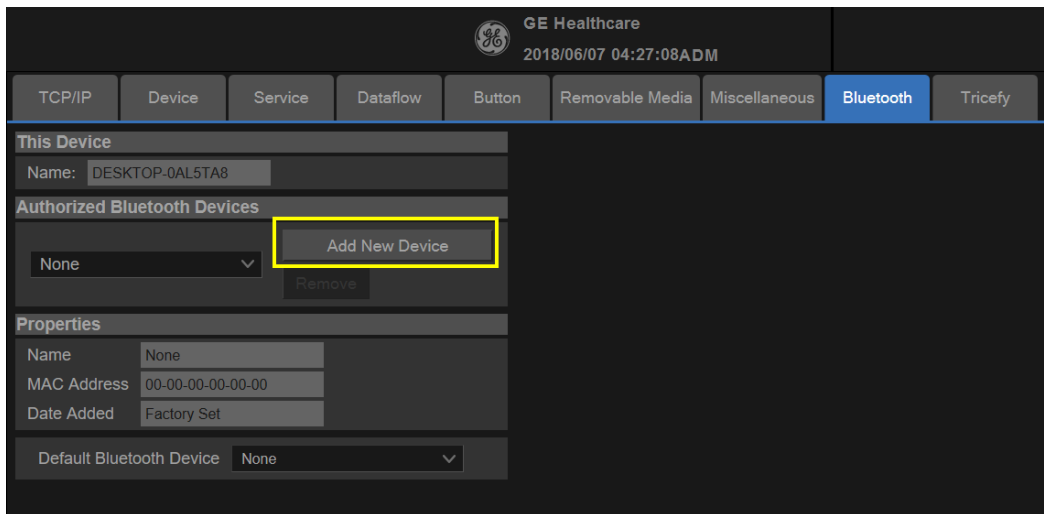 GE Healthcare
2018/06/07 04:27:08ADM
TCP/IP Device Service Dataflow Button Removable Media Miscellaneous Bluetooth Tricefy
This Device
Name: DESKTOP-0AL5TA8
Authorized Bluetooth Devices
Add New Device
None
Remove
Properties
Name None
MAC Address 00-00-00-00-00-00
Date Added Factory Set
Default Bluetooth Device None